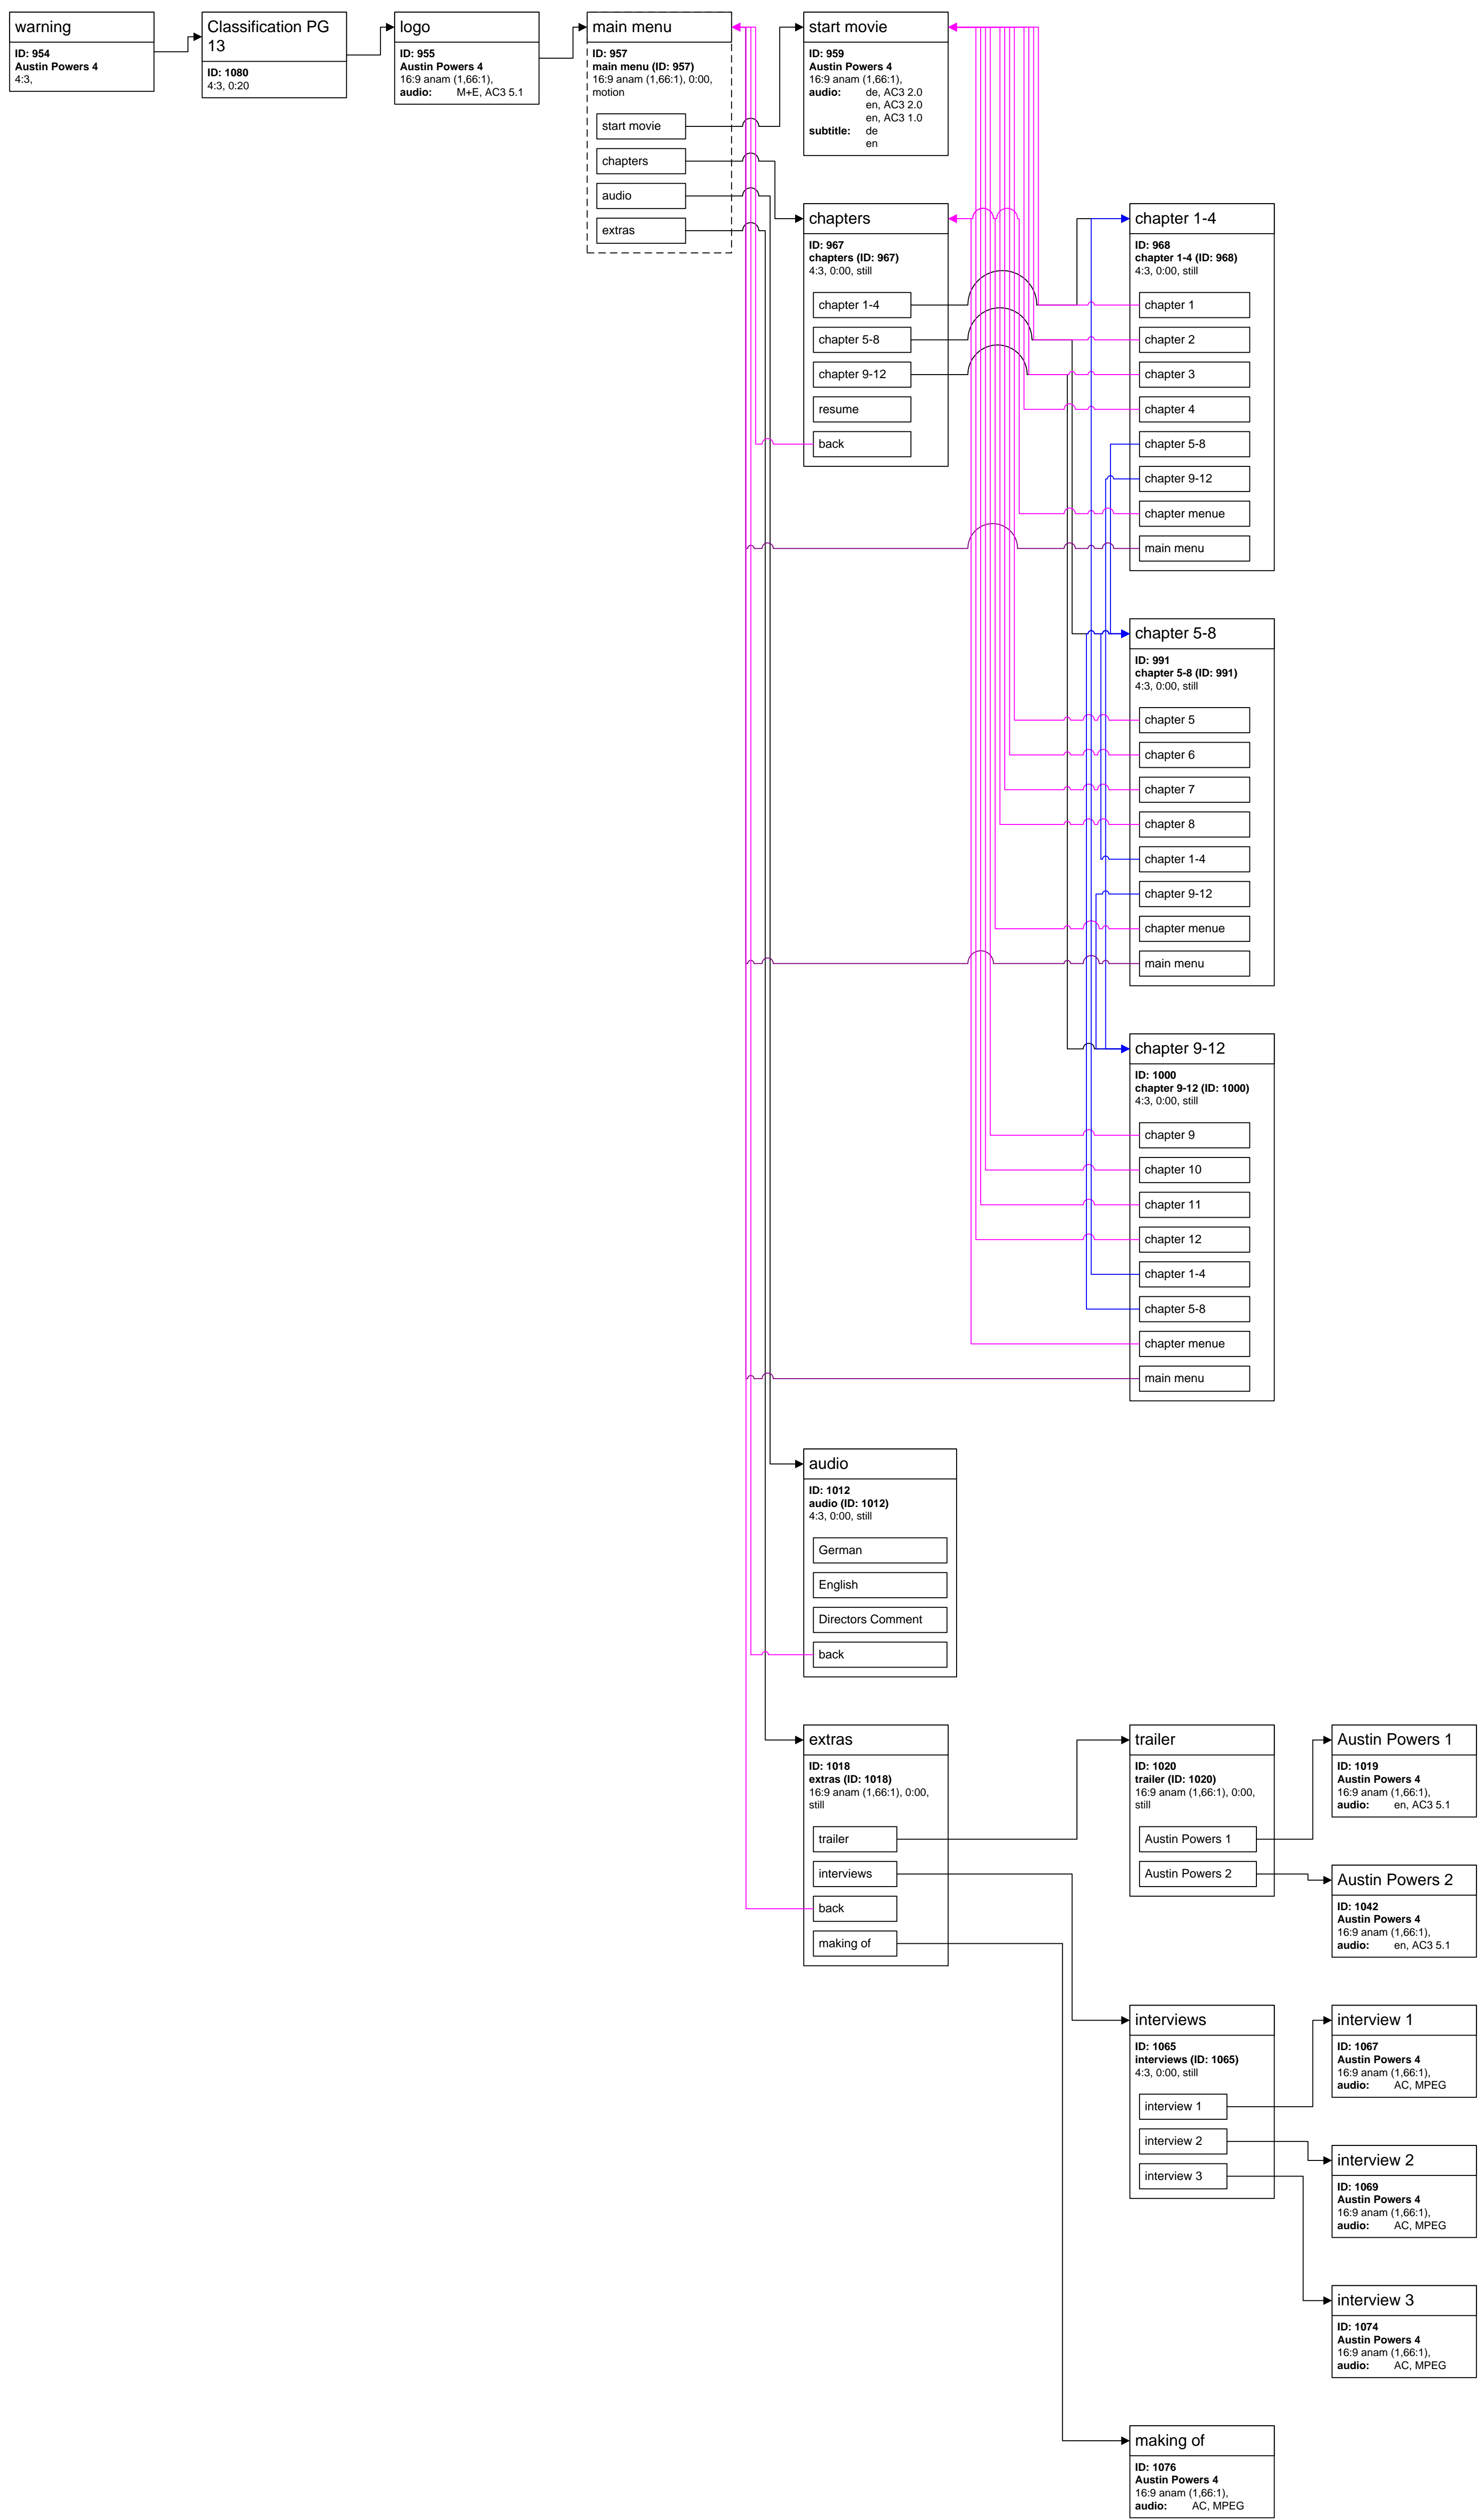 warning
ID: 954
Austin Powers 4
4:3,
Classification PG
13
ID: 1080
4:3, 0:20
logo
ID: 955
Austin Powers 4
16:9 anam (1,66:1),
audio: M+E, AC3 5.1
main menu
ID: 957
main menu (ID: 957)
16:9 anam (1,66:1), 0:00,
motion
start movie
chapters
audio
extras
start movie
ID: 959
Austin Powers 4
16:9 anam (1,66:1),
audio: de, AC3 2.0
en, AC3 2.0
en, AC3 1.0
subtitle: de
en
chapters
ID: 967
chapters (ID: 967)
4:3, 0:00, still
chapter 1-4
chapter 5-8
chapter 9-12
resume
back
chapter 1-4
ID: 968
chapter 1-4 (ID: 968)
4:3, 0:00, still
chapter 1
chapter 2
chapter 3
chapter 4
chapter 5-8
chapter 9-12
chapter menue
main menu
chapter 5-8
ID: 991
chapter 5-8 (ID: 991)
4:3, 0:00, still
chapter 5
chapter 6
chapter 7
chapter 8
chapter 1-4
chapter 9-12
chapter menue
main menu
chapter 9-12
ID: 1000
chapter 9-12 (ID: 1000)
4:3, 0:00, still
chapter 9
chapter 10
chapter 11
chapter 12
chapter 1-4
chapter 5-8
chapter menue
main menu
audio
ID: 1012
audio (ID: 1012)
4:3, 0:00, still
German
English
Directors Comment
back
extras
ID: 1018
extras (ID: 1018)
16:9 anam (1,66:1), 0:00,
still
trailer
interviews
back
making of
trailer
ID: 1020
trailer (ID: 1020)
16:9 anam (1,66:1), 0:00,
still
Austin Powers 1
Austin Powers 2
Austin Powers 1
ID: 1019
Austin Powers 4
16:9 anam (1,66:1),
audio: en, AC3 5.1
Austin Powers 2
ID: 1042
Austin Powers 4
16:9 anam (1,66:1),
audio: en, AC3 5.1
interviews
ID: 1065
interviews (ID: 1065)
4:3, 0:00, still
interview 1
interview 2
interview 3
interview 1
ID: 1067
Austin Powers 4
16:9 anam (1,66:1),
audio: AC, MPEG
interview 2
ID: 1069
Austin Powers 4
16:9 anam (1,66:1),
audio: AC, MPEG
interview 3
ID: 1074
Austin Powers 4
16:9 anam (1,66:1),
audio: AC, MPEG
making of
ID: 1076
Austin Powers 4
16:9 anam (1,66:1),
audio: AC, MPEG